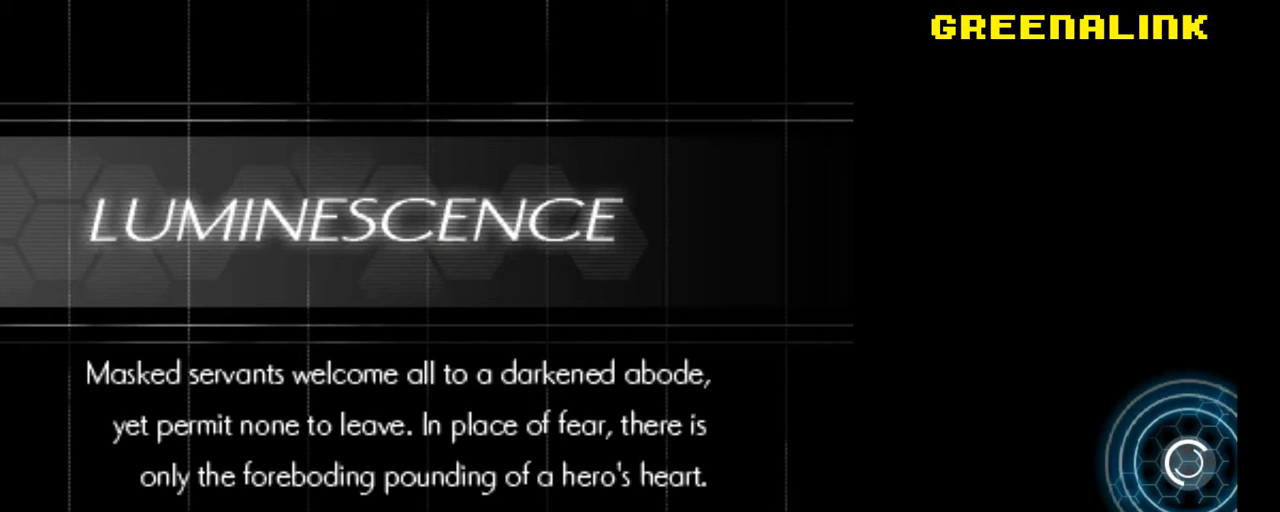 GREENALINK
LUMINESCENCE
Masked servants welcome all to a darkened abode,
yet permit none to leave. In place of fear, there is
only the foreboding pounding of a hero's heart.